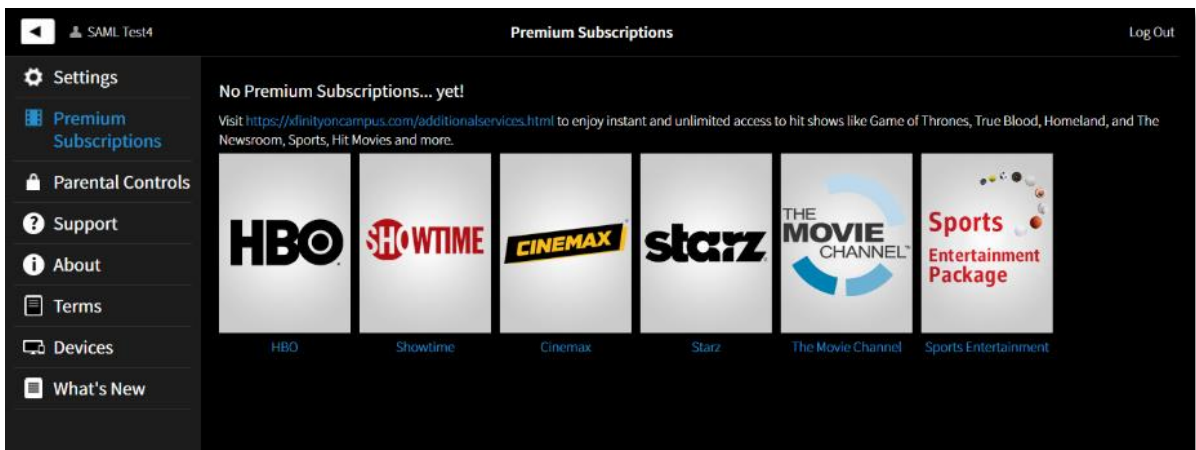 SAML Test4
Premium Subscriptions
Log Out
Settings
Premium
Subscriptions
Parental Controls
Support
About
Terms
Devices
What's New
No Premium Subscriptions... yet!
Visit https://xfinityoncampus.com/additionalservices.html to enjoy instant and unlimited access to hit shows like Game of Thrones, True Blood, Homeland, and The
Newsroom, Sports, Hit Movies and more.
HBO
SHOWTIME
CINEMAX
starz
THE
MOVIE
CHANNEL™
Sports
Entertainment
Package
HBO
Showtime
Cinemax
Starz
The Movie Channel
Sports Entertainment